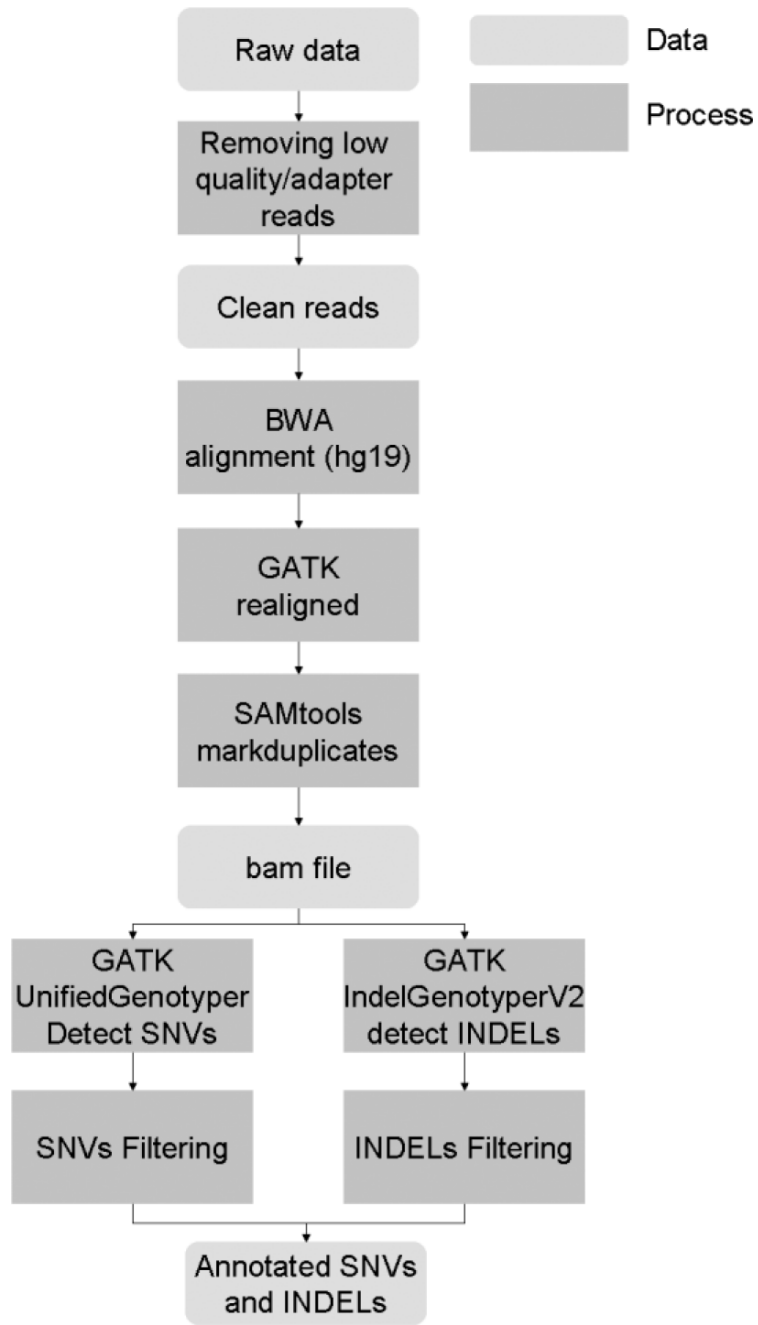 Raw data
Data
Process
Removing low
quality/adapter
reads
Clean reads
BWA
alignment (hg19)
GATK
realigned
SAMtools
markduplicates
bam file
GATK
UnifiedGenotyper
Detect SNVs
GATK
IndelGenotyperV2
detect INDELs
SNVs Filtering
INDELs Filtering
Annotated SNVs
and INDELs